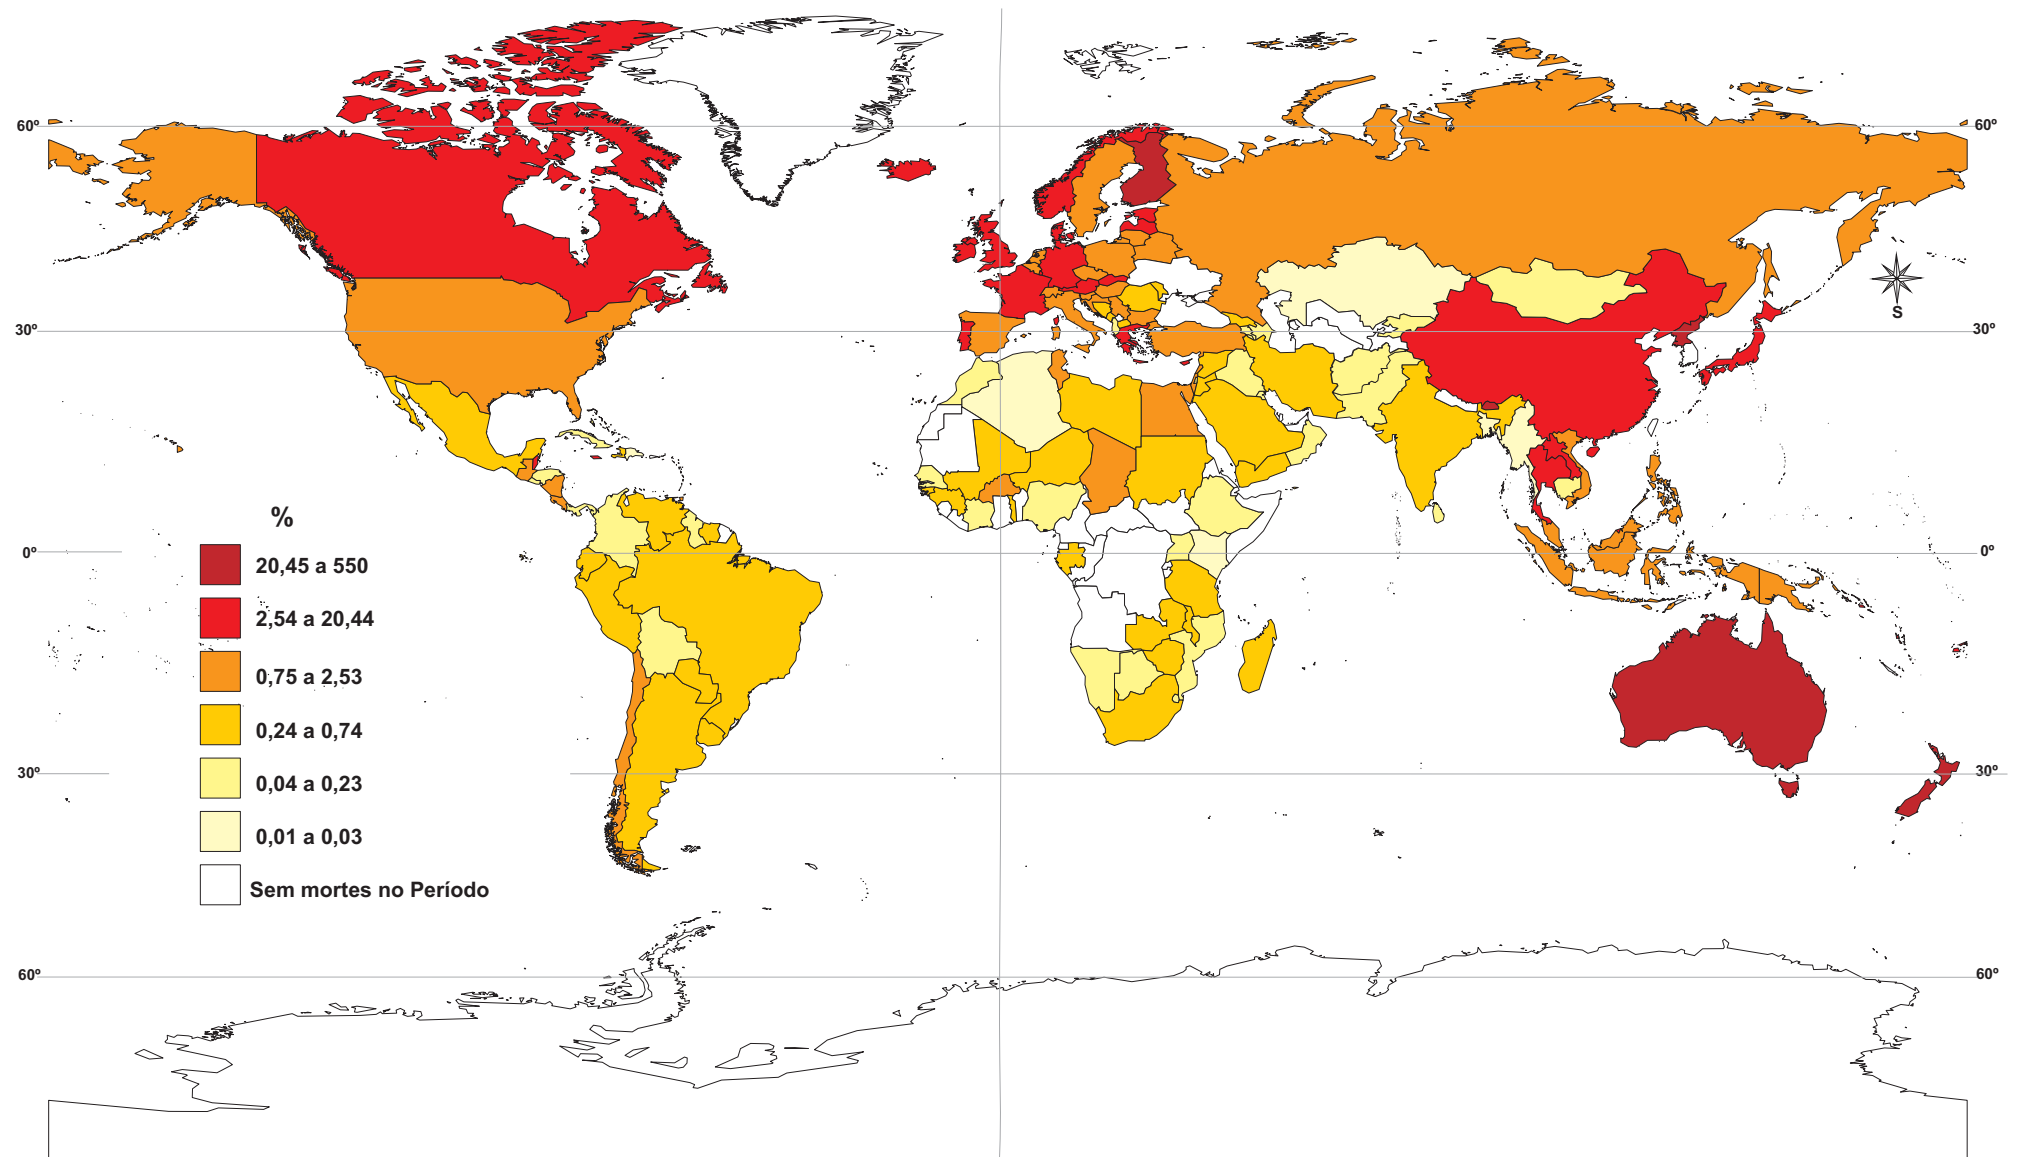 60º
60º
S
30º
30º
%
20,45 a 550
0º
0º
2,54 a 20,44
0,75 a 2,53
0,24 a 0,74
30º
30º
0,04 a 0,23
0,01 a 0,03
Sem mortes no Período
60º
60º